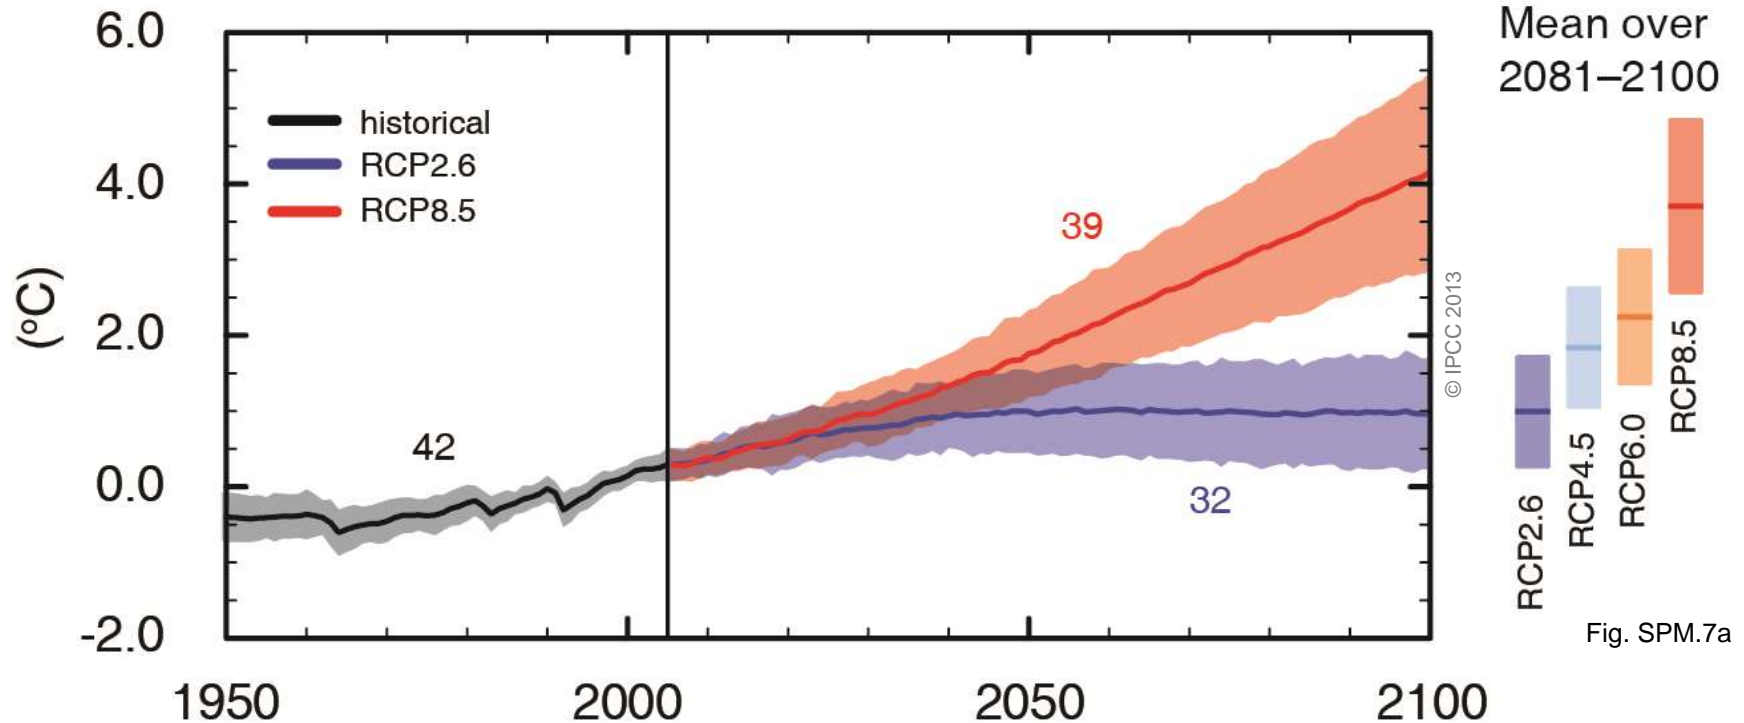 6.0
4.0
2.0
0.0
-2.0
(°C)
historical
RCP2.6
RCP8.5
42
39
32
1950
2000
2050
2100
© IPCC 2013
Mean over
2081–2100
RCP2.6
RCP4.5
RCP6.0
RCP8.5
Fig. SPM.7a